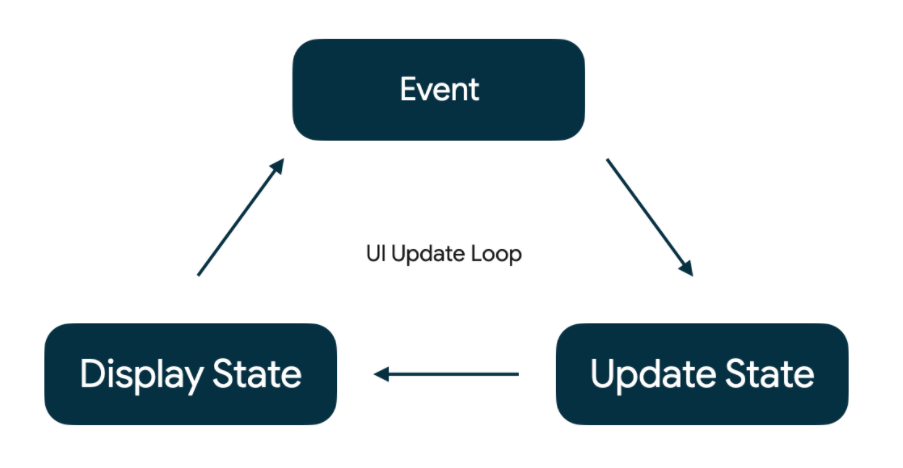 Event
UI Update Loop
Display State
Update State